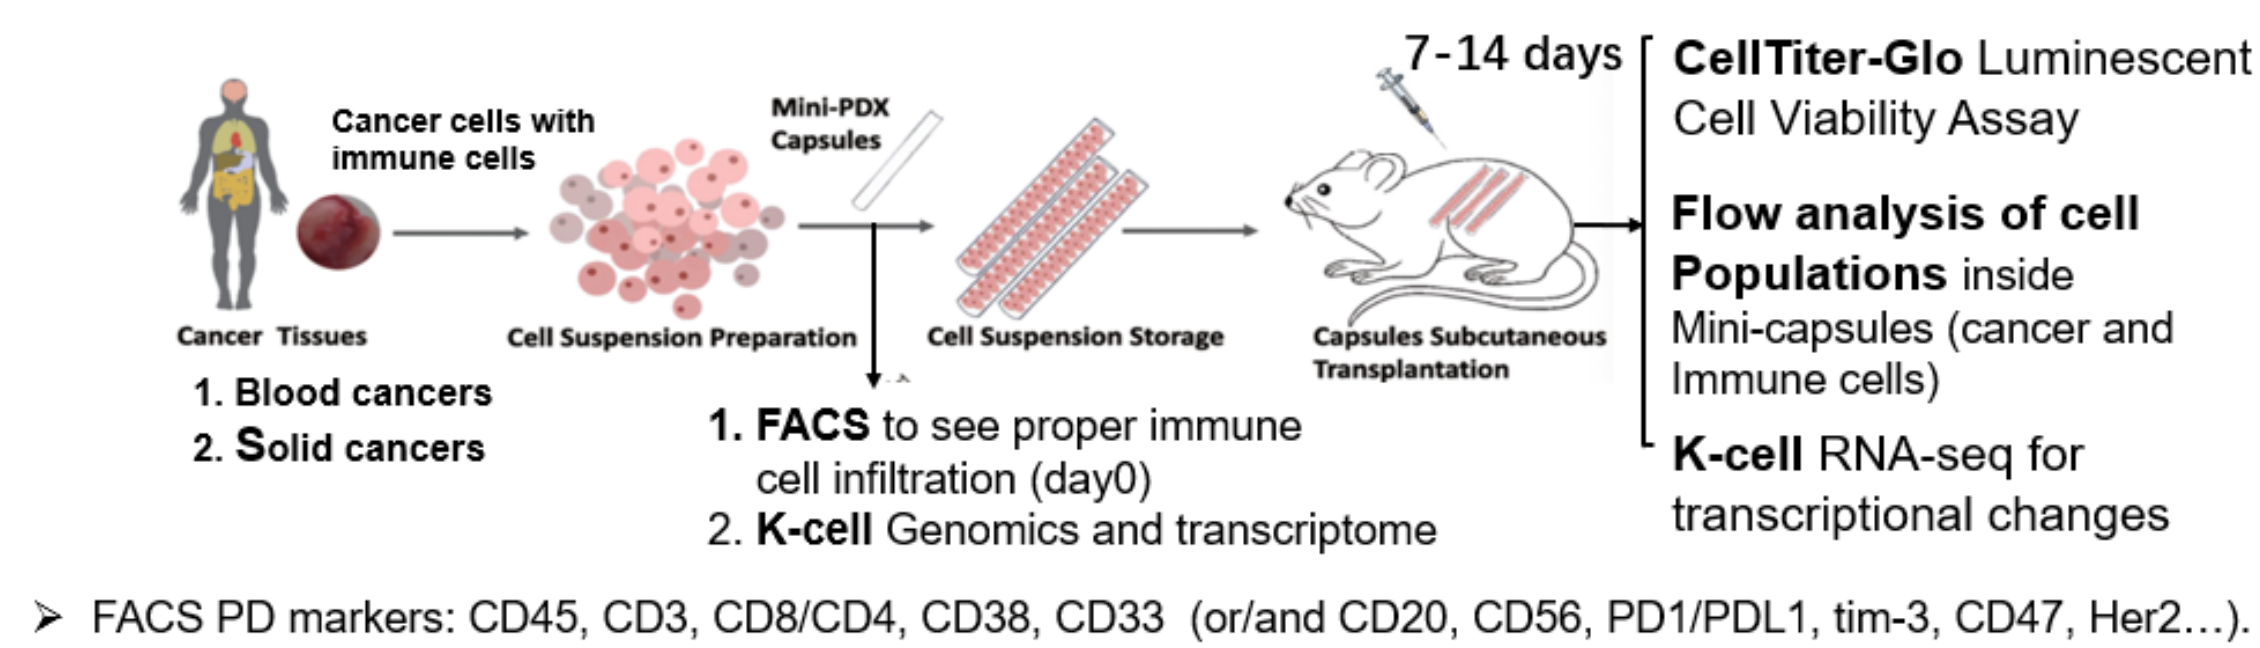 7-14 days
CellTiter-Glo Luminescent
Cell Viability Assay
Cancer cells with
immune cells
Mini-PDX
Capsules
Flow analysis of cell
Populations inside
Mini-capsules (cancer and
Immune cells)
Cancer Tissues
Cell Suspension Preparation
Cell Suspension Storage
Capsules Subcutaneous
Transplantation
1. Blood cancers
2. Solid cancers
1. FACS to see proper immune
cell infiltration (day0)
2. K-cell Genomics and transcriptome
K-cell RNA-seq for
transcriptional changes
➢ FACS PD markers: CD45, CD3, CD8/CD4, CD38, CD33 (or/and CD20, CD56, PD1/PDL1, tim-3, CD47, Her2…).